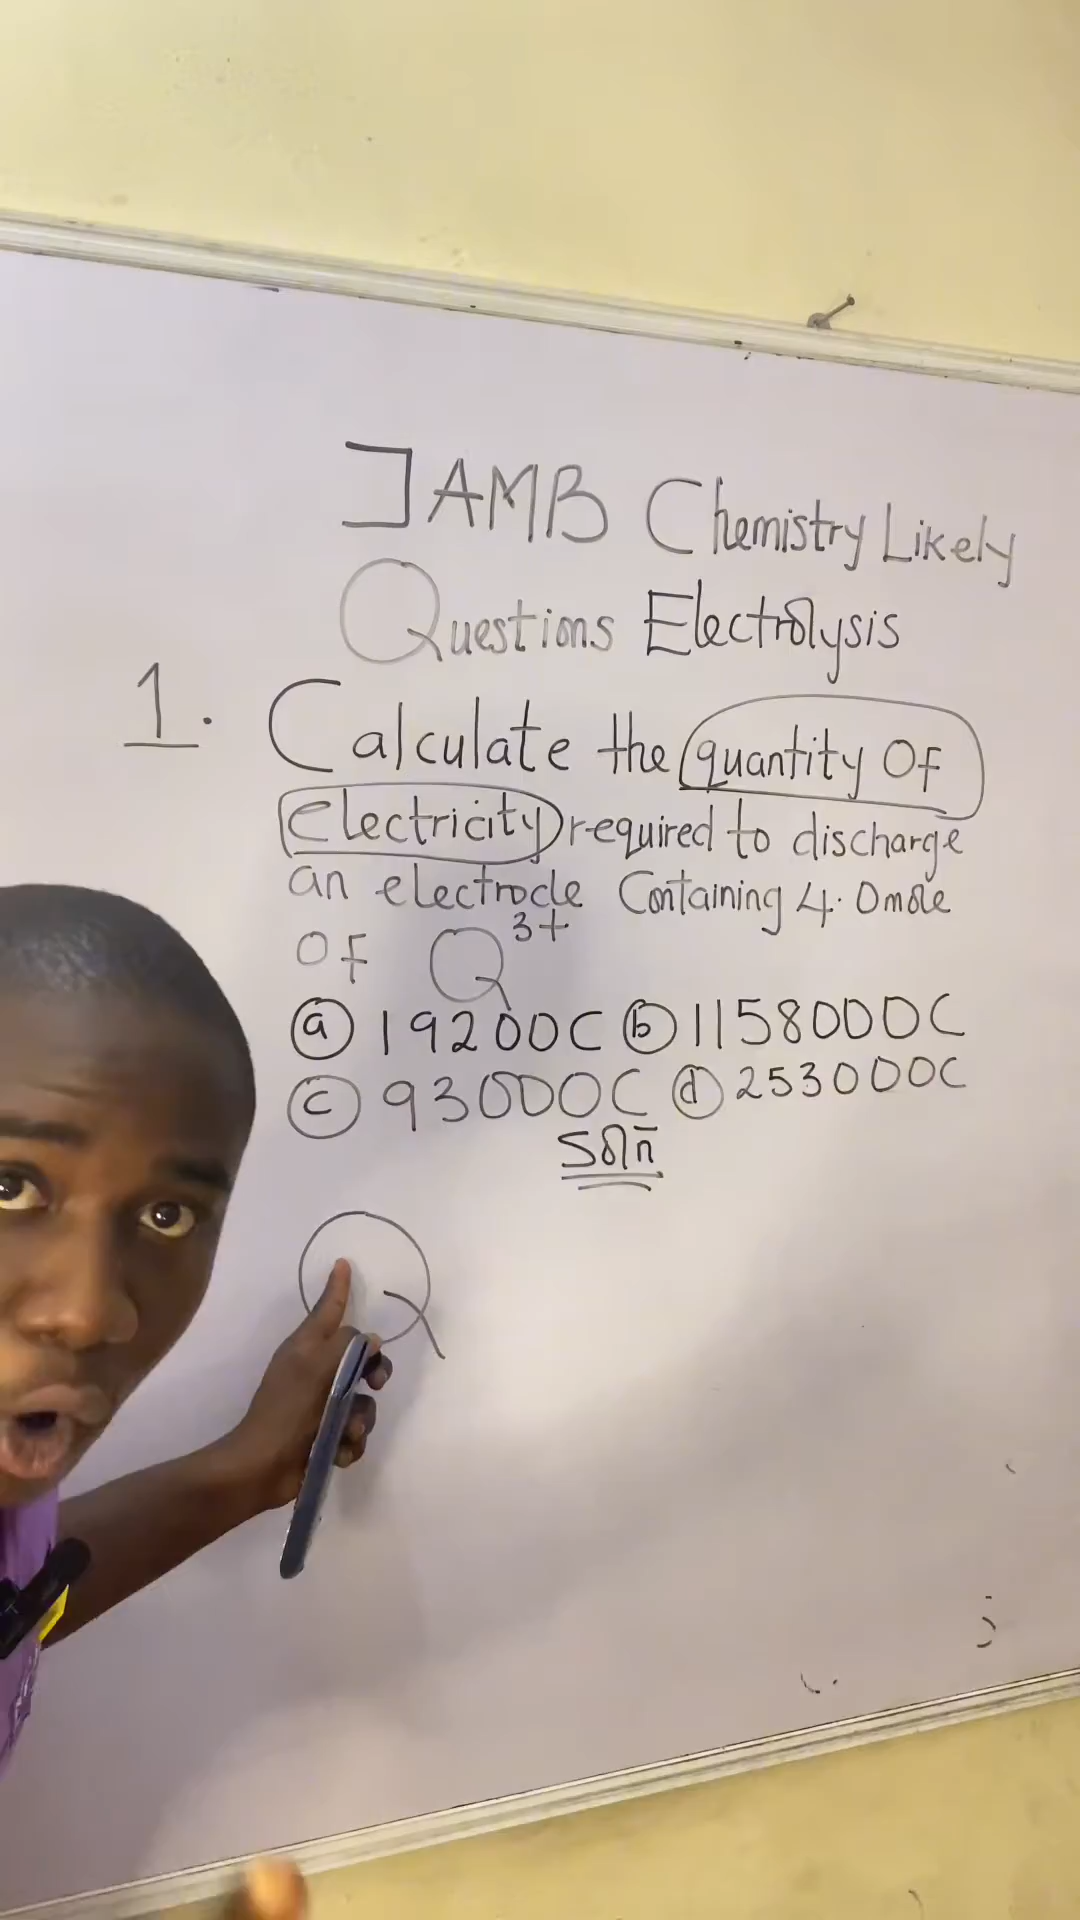 JAMB Chemistry Likely
Questions Electrolysis
1. Calculate the quantity Of
electricity required to discharge
an electrode Containing 4.0mole
OF Q³⁺
(a) 19200C (b) 1158000C
(c) 93000C (d) 253000C
Soln̄
Q